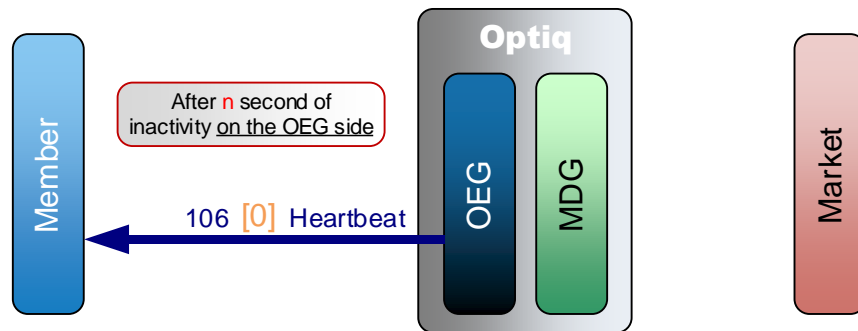 Optiq
Member
After n second of
inactivity on the OEG side
106 [0] Heartbeat
OEG
MDG
Market